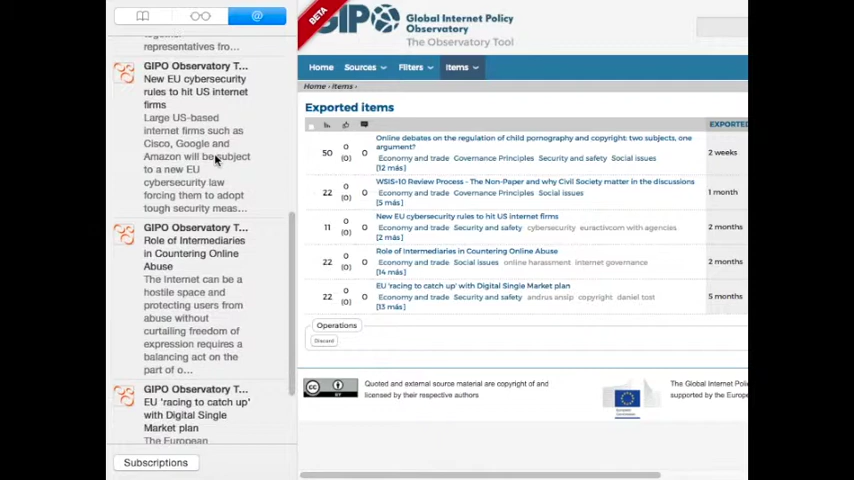 @
together
representatives fro...
GIPO Observatory T...
New EU cybersecurity
rules to hit US internet
firms
Large US-based
internet firms such as
Cisco, Google and
Amazon will be subject
to a new EU
cybersecurity law
forcing them to adopt
tough security meas...
GIPO Observatory T...
Role of Intermediaries
in Countering Online
Abuse
The Internet can be a
hostile space and
protecting users from
abuse without
curtailing freedom of
expression requires a
balancing act on the
part of o...
GIPO Observatory T...
EU 'racing to catch up'
with Digital Single
Market plan
The European
Subscriptions
BETA
GIPO
Global Internet Policy
Observatory
The Observatory Tool
Home Sources Filters Items
Home › Items ›
Exported items
EXPORTED
50 0 (0) 0
Online debates on the regulation of child pornography and copyright: two subjects, one
argument?
Economy and trade Governance Principles Security and safety Social issues
[12 más]
2 weeks
22 0 (0) 0
WSIS+10 Review Process - The Non-Paper and why Civil Society matter in the discussions
Economy and trade Governance Principles Social issues
[5 más]
1 month
11 0 (0) 0
New EU cybersecurity rules to hit US internet firms
Economy and trade Security and safety cybersecurity euractivcom with agencies
[2 más]
2 months
22 0 (0) 0
Role of Intermediaries in Countering Online Abuse
Economy and trade Social issues online harassment internet governance
[14 más]
2 months
22 0 (0) 0
EU 'racing to catch up' with Digital Single Market plan
Economy and trade Security and safety andrus ansip copyright daniel tost
[13 más]
5 months
Operations
Discard
cc BY
Quoted and external source material are copyright of and
licensed by their respective authors
European
Commission
The Global Internet Poli
supported by the Europe